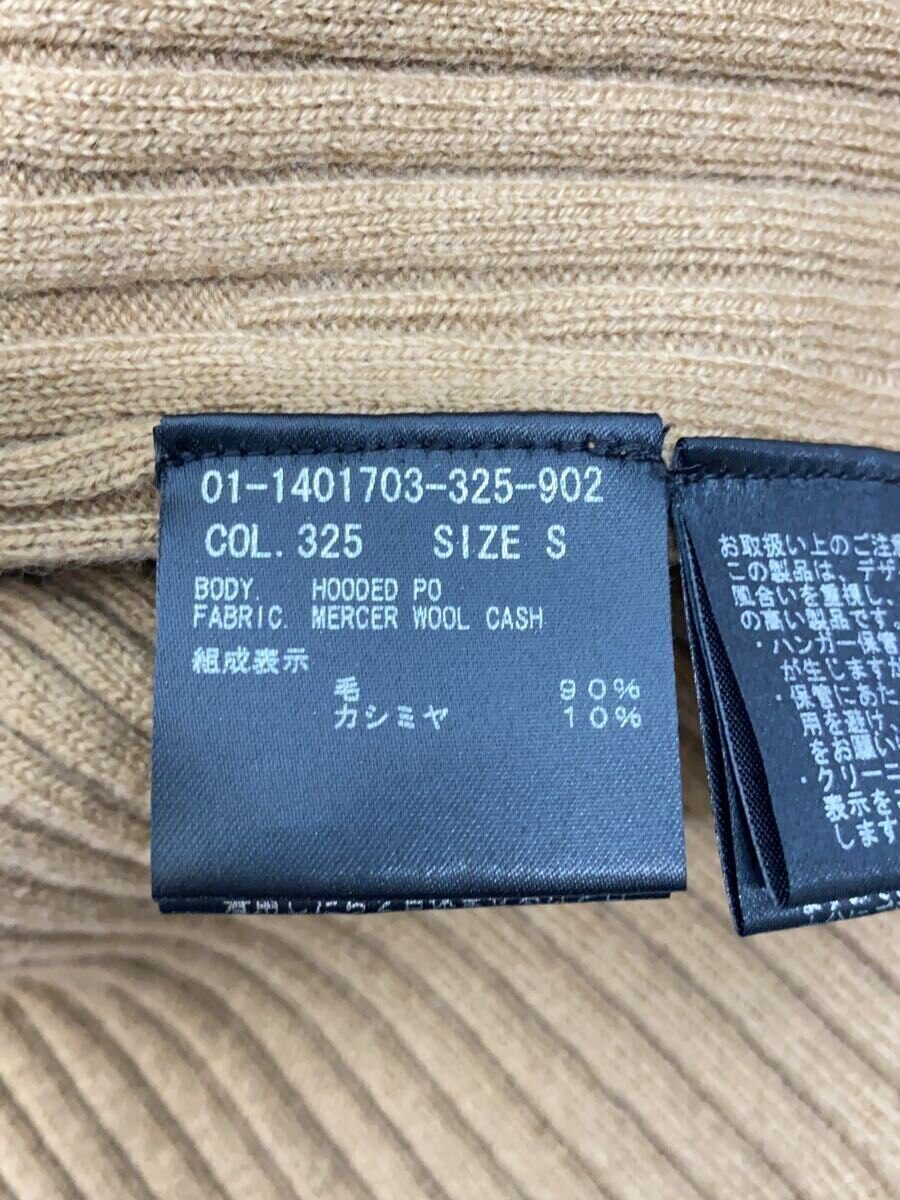 01-1401703-325-902
COL. 325 SIZE S
BODY. HOODED PO
FABRIC. MERCER WOOL CASH
組成表示
毛 90%
カシミヤ 10%
お取扱い上のご注意
この製品は、デザ
風合いを重視し、
の高い製品です。
・ハンガー保管
が生じますが
・保管にあた
用を避け、
をお願い
・クリーニ
表示をご
します